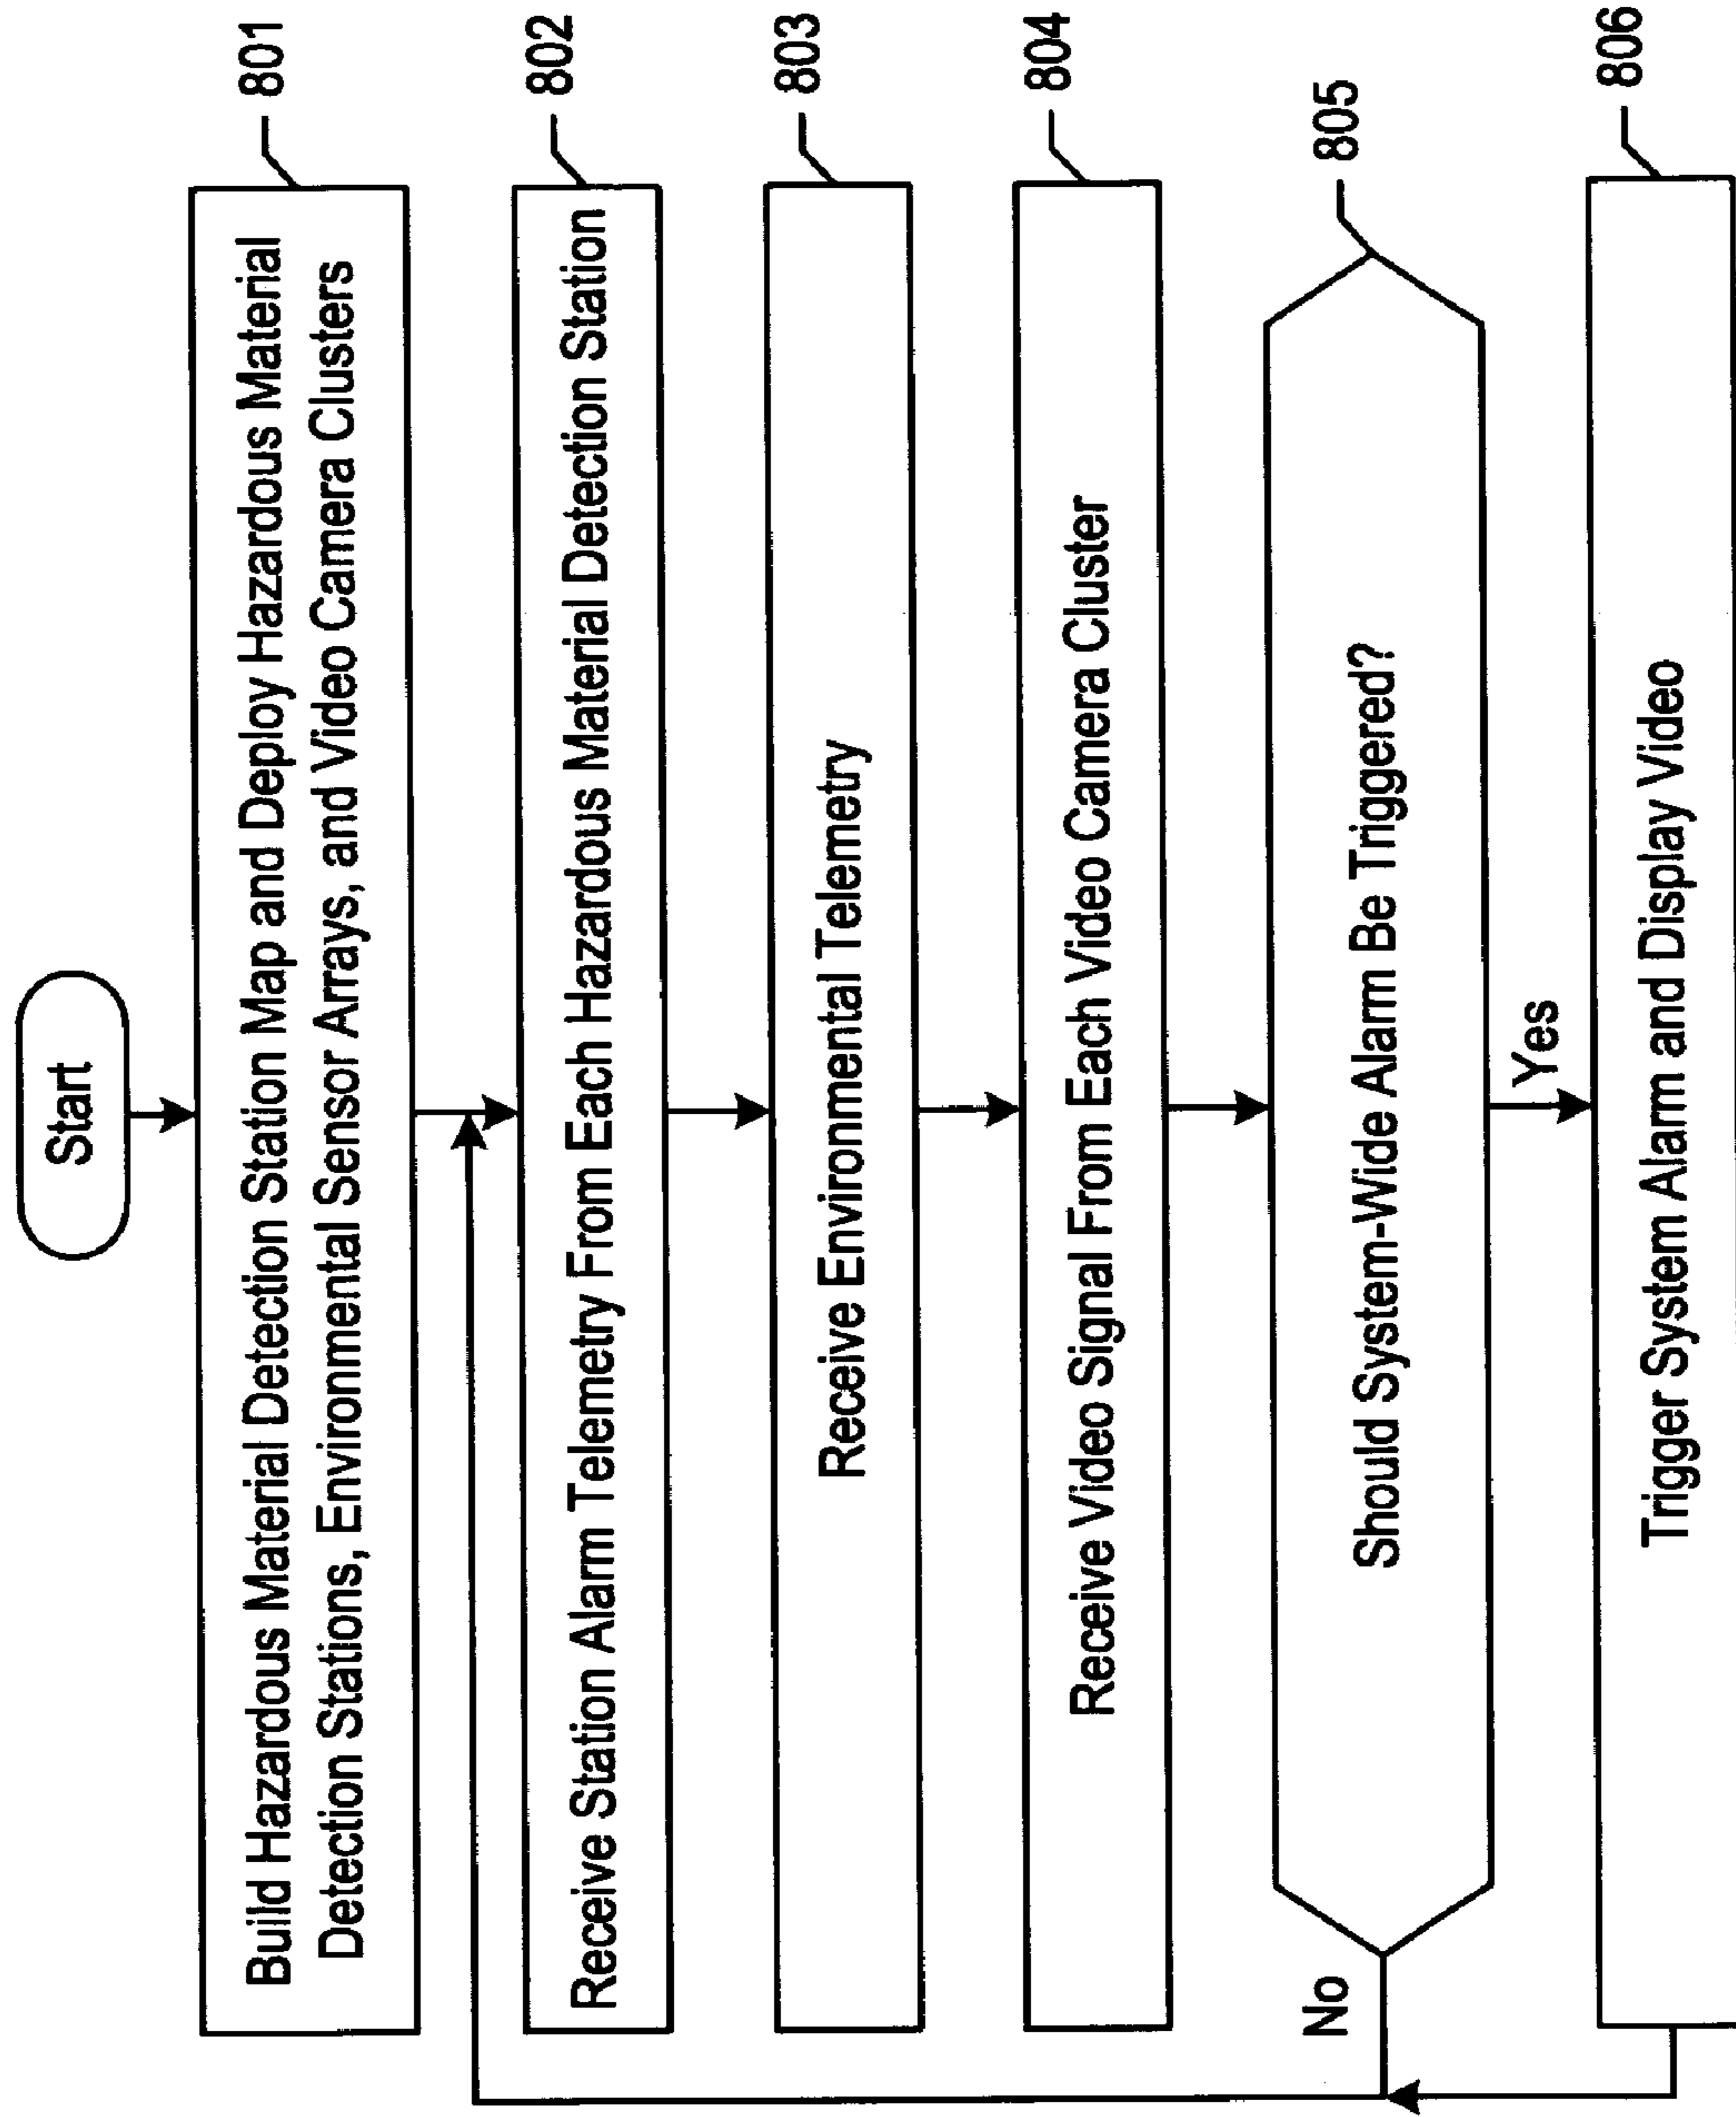 Start
801
Build Hazardous Material Detection Station Map and Deploy Hazardous Material
Detection Stations, Environmental Sensor Arrays, and Video Camera Clusters
802
Receive Station Alarm Telemetry From Each Hazardous Material Detection Station
803
Receive Environmental Telemetry
804
Receive Video Signal From Each Video Camera Cluster
805
Should System-Wide Alarm Be Triggered?
No
Yes
806
Trigger System Alarm and Display Video